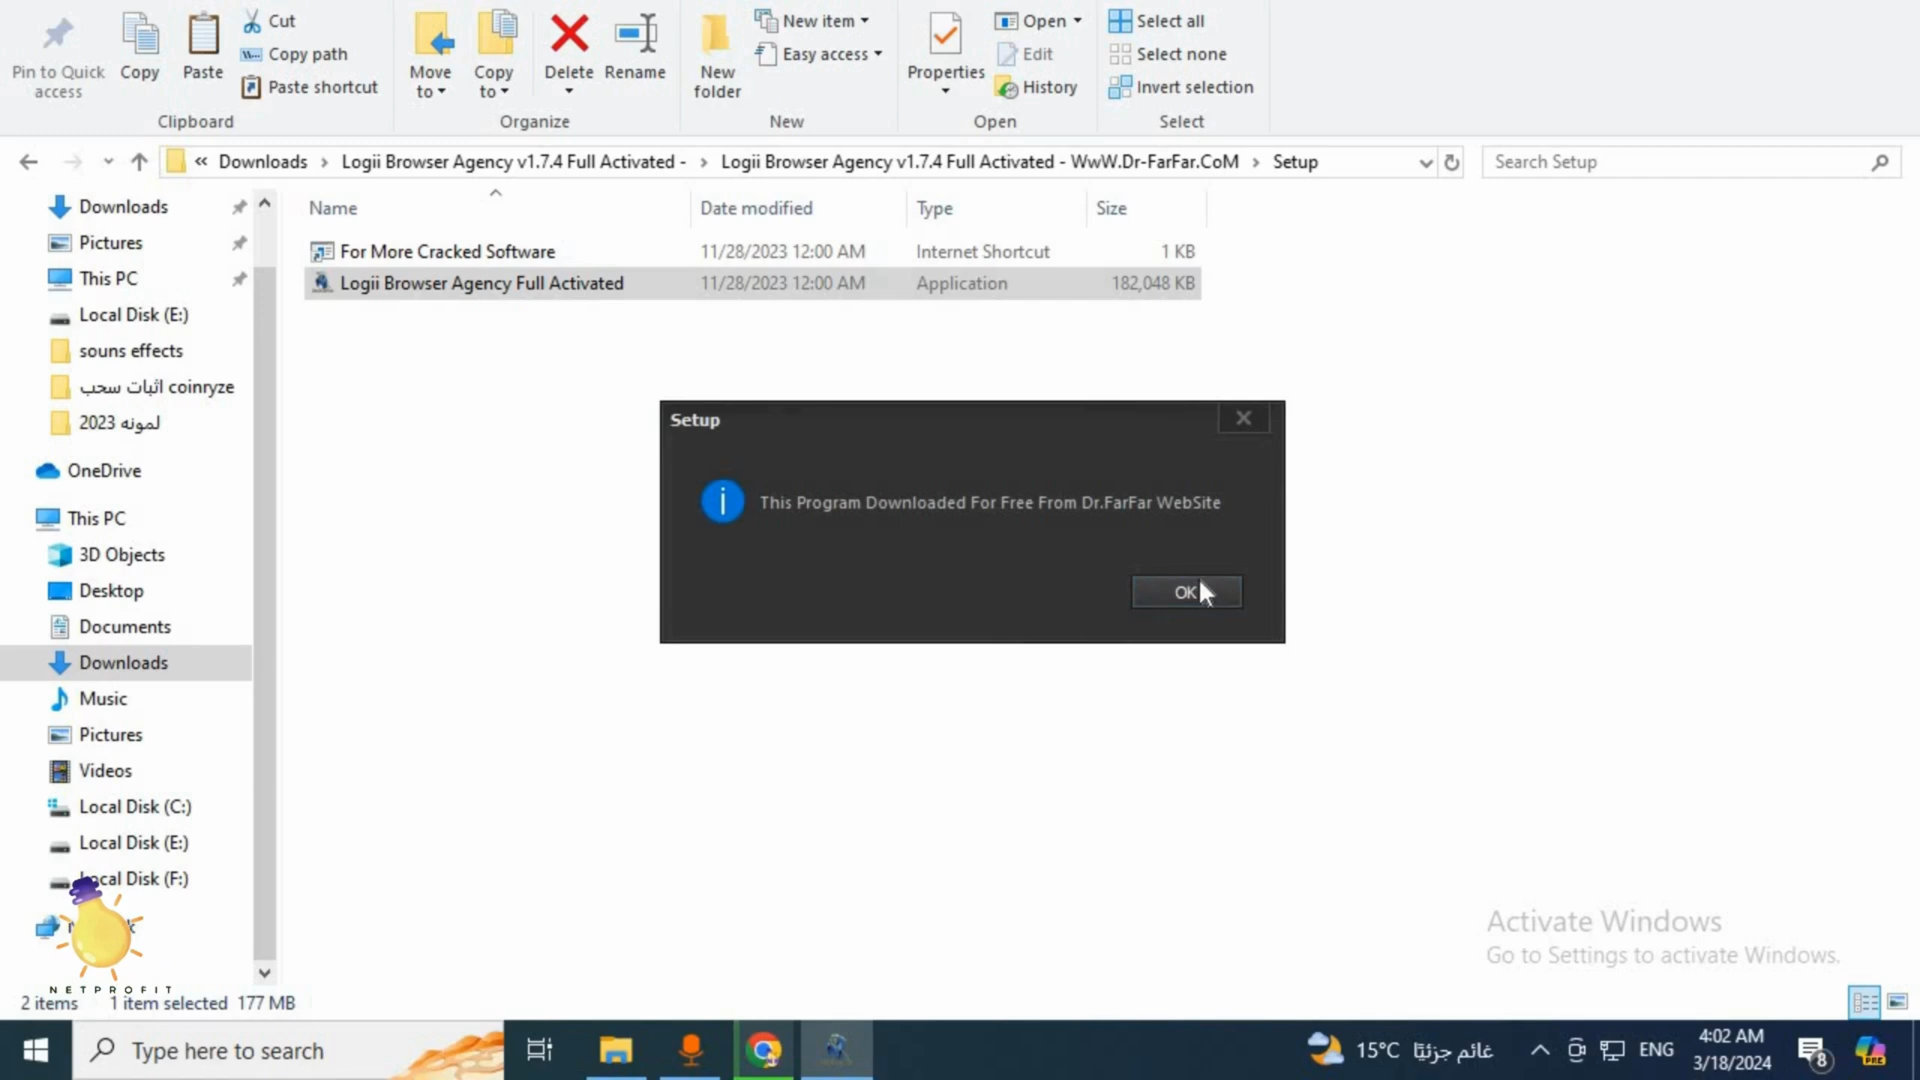 Pin to Quick access
Copy
Paste
Cut
Copy path
Paste shortcut
Clipboard
Move to
Copy to
Delete
Rename
Organize
New folder
New item
Easy access
New
Properties
Open
Edit
History
Open
Select all
Select none
Invert selection
Select
« Downloads > Logii Browser Agency v1.7.4 Full Activated - > Logii Browser Agency v1.7.4 Full Activated - WwW.Dr-FarFar.CoM > Setup
Search Setup
Name Date modified Type Size
For More Cracked Software 11/28/2023 12:00 AM Internet Shortcut 1 KB
Logii Browser Agency Full Activated 11/28/2023 12:00 AM Application 182,048 KB
Downloads
Pictures
This PC
Local Disk (E:)
souns effects
اثبات سحب coinryze
لمونه 2023
OneDrive
This PC
3D Objects
Desktop
Documents
Downloads
Music
Pictures
Videos
Local Disk (C:)
Local Disk (E:)
Local Disk (F:)
Setup
This Program Downloaded For Free From Dr.FarFar WebSite
OK
Activate Windows
Go to Settings to activate Windows.
NETPROFIT
2 items 1 item selected 177 MB
Type here to search
15°C غائم جزئيًا
ENG
4:02 AM
3/18/2024
8
PRE